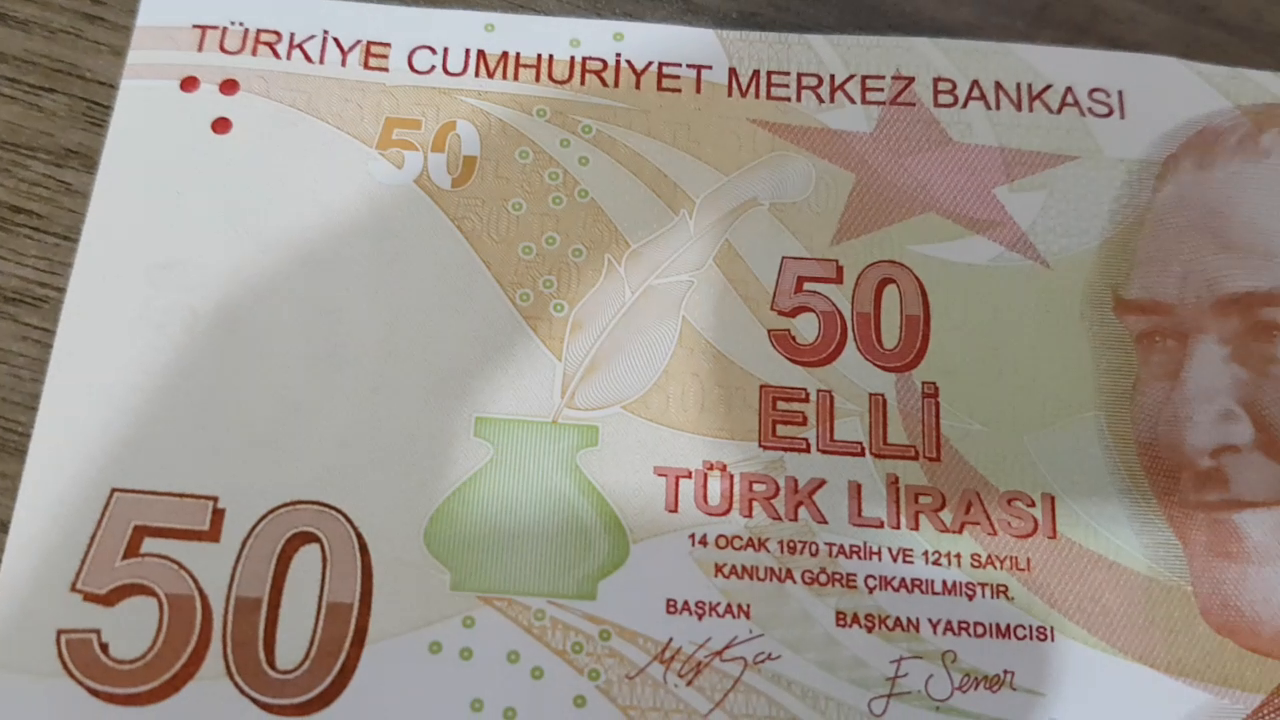 TÜRKİYE CUMHURİYET MERKEZ BANKASI
50
50
ELLİ
TÜRK LİRASI
14 OCAK 1970 TARİH VE 1211 SAYILI
KANUNA GÖRE ÇIKARILMIŞTIR.
BAŞKAN BAŞKAN YARDIMCISI
E. Şener
50